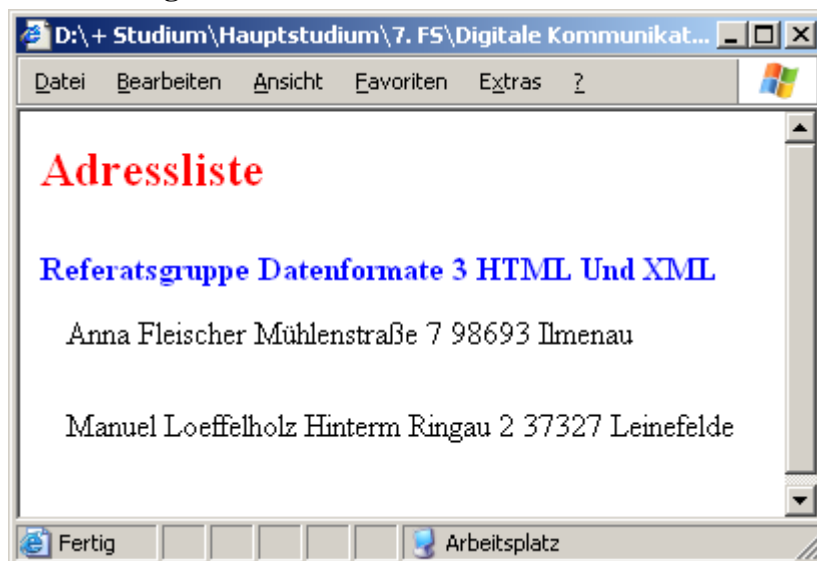 D:\+ Studium\Hauptstudium\7. FS\Digitale Kommunikat...
Datei Bearbeiten Ansicht Favoriten Extras ?
Adressliste
Referatsgruppe Datenformate 3 HTML Und XML
Anna Fleischer Mühlenstraße 7 98693 Ilmenau
Manuel Loeffelholz Hinterm Ringau 2 37327 Leinefelde
Fertig Arbeitsplatz